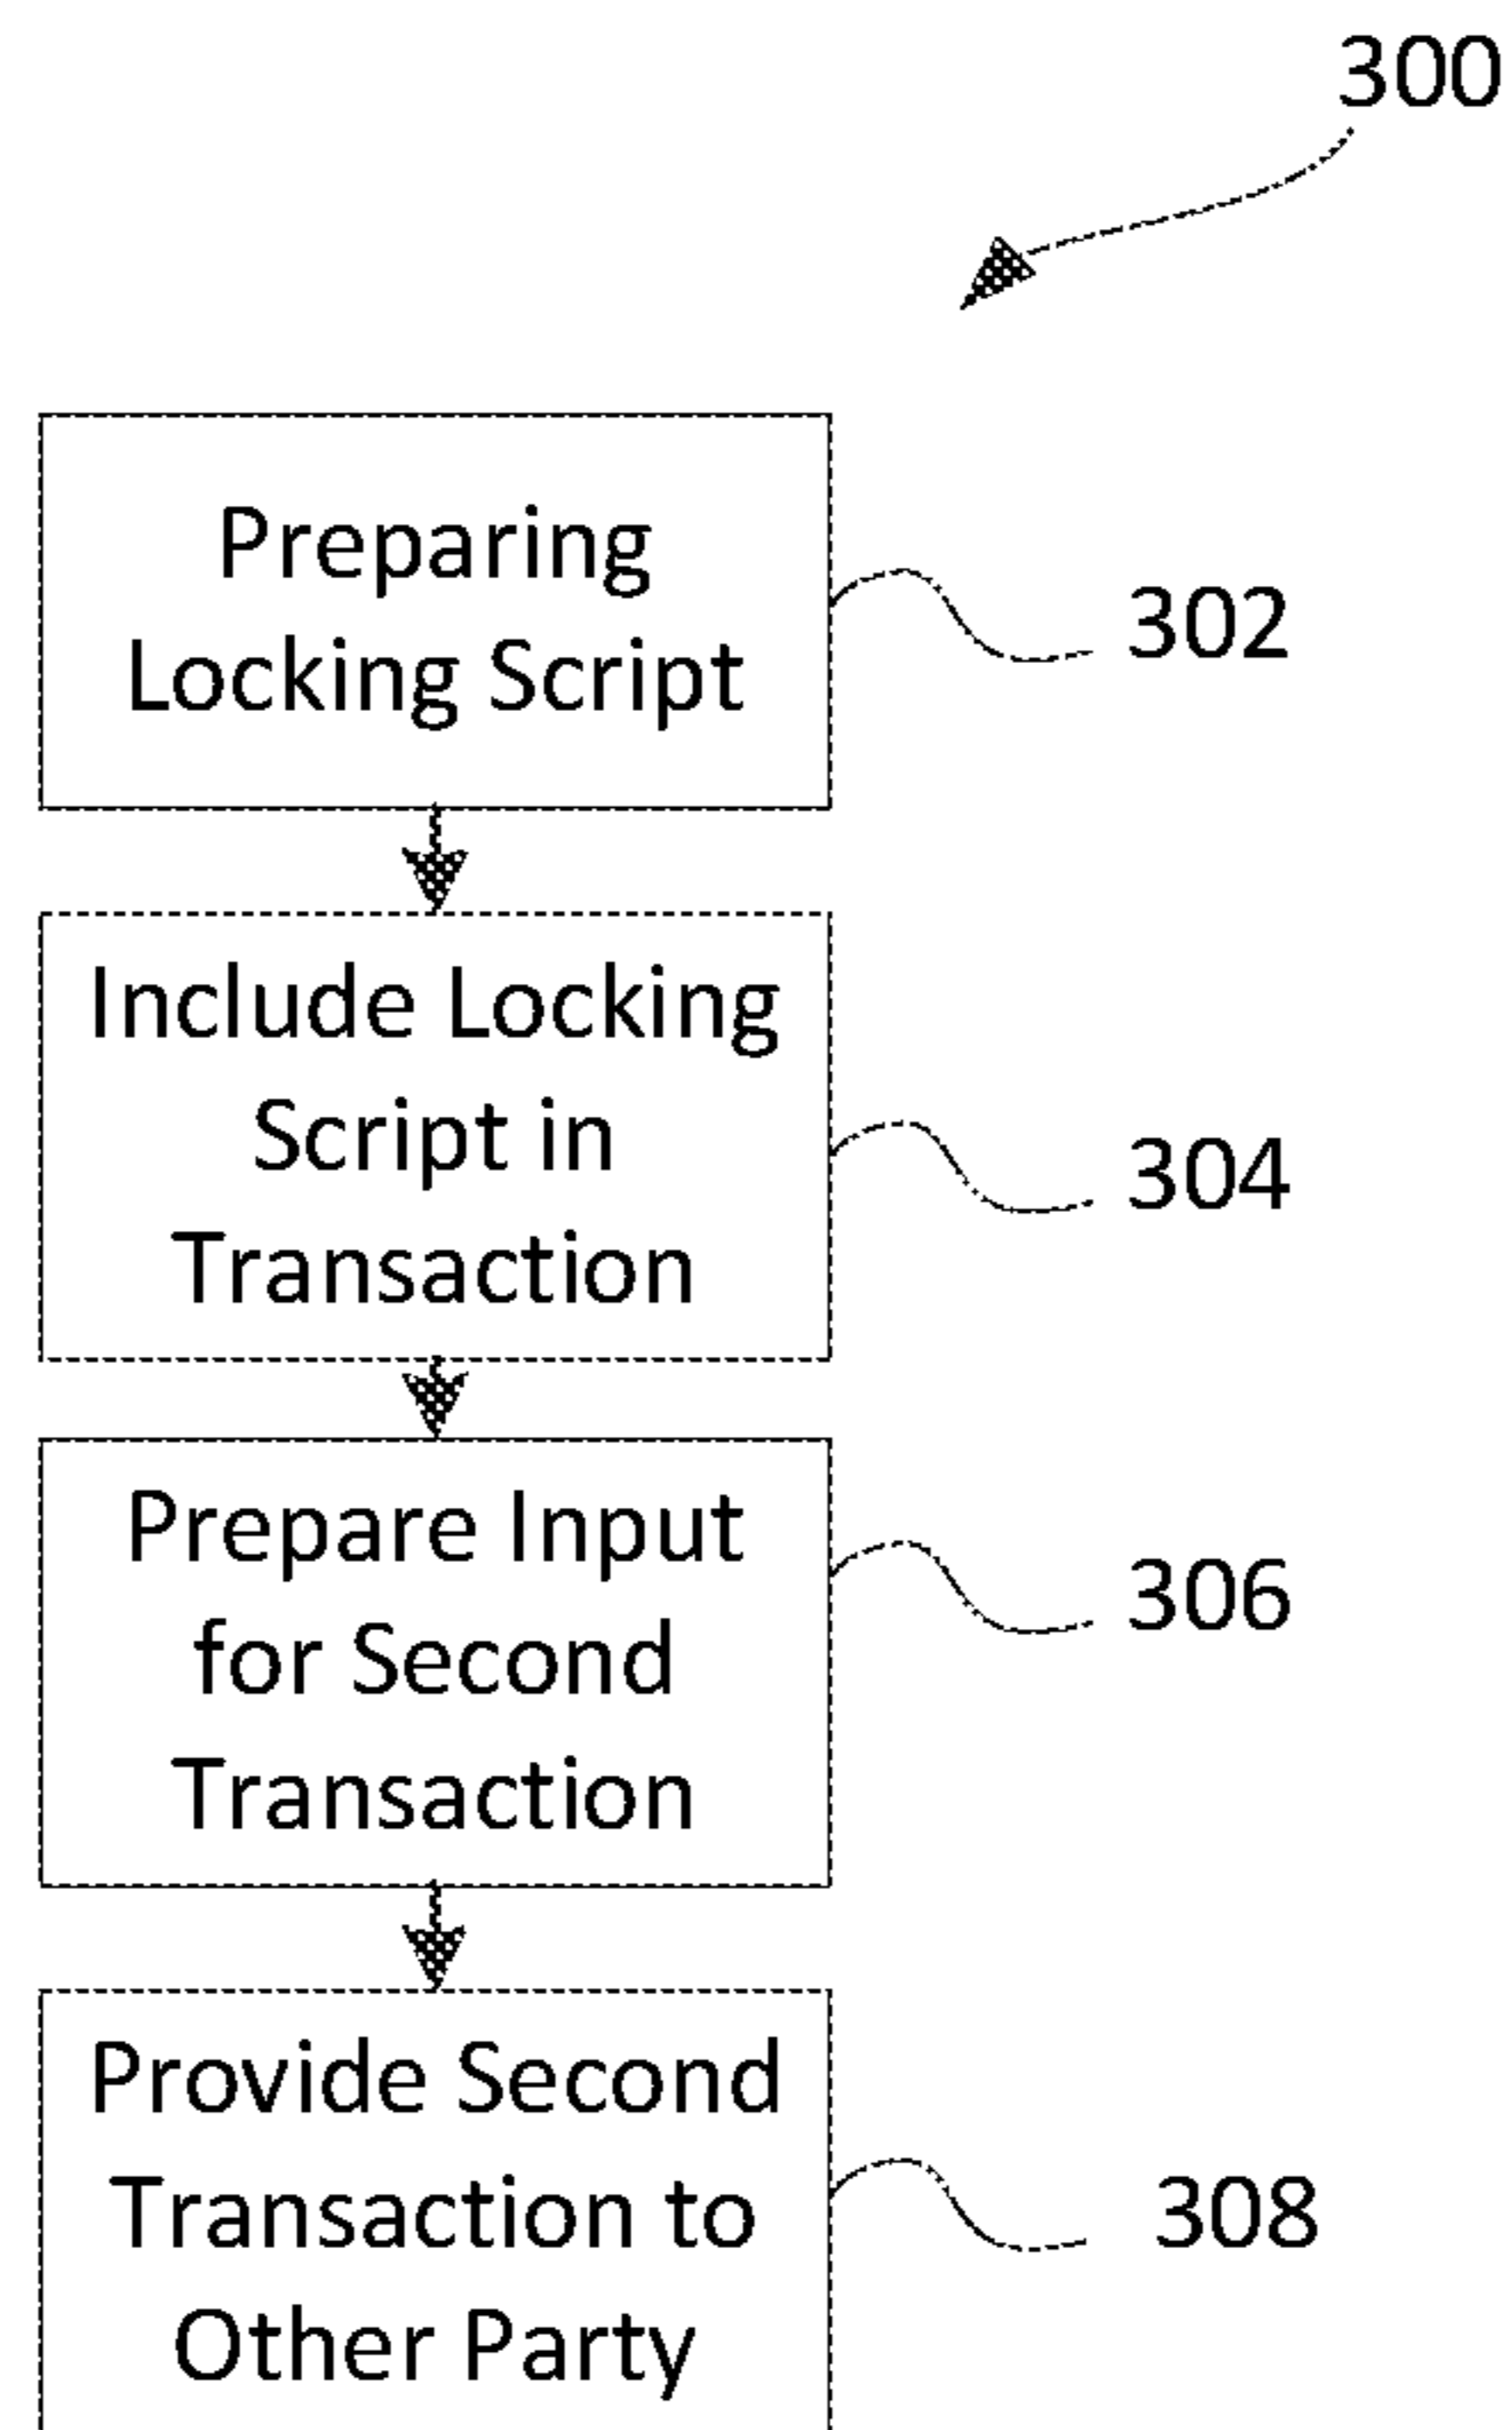 300
Preparing
Locking Script
302
Include Locking
Script in
Transaction
304
Prepare Input
for Second
Transaction
306
Provide Second
Transaction to
Other Party
308